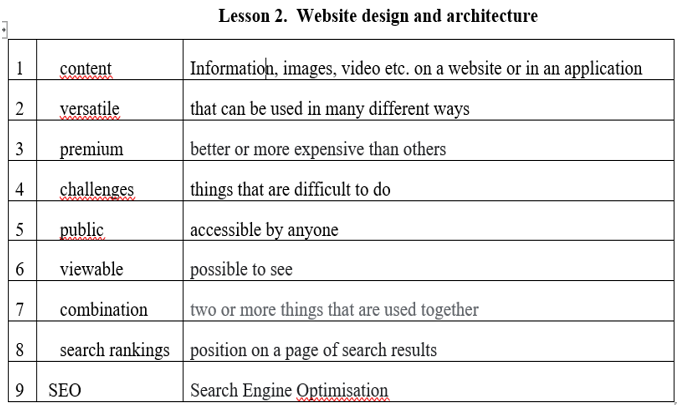 Lesson 2. Website design and architecture
1 content Information, images, video etc. on a website or in an application
2 versatile that can be used in many different ways
3 premium better or more expensive than others
4 challenges things that are difficult to do
5 public accessible by anyone
6 viewable possible to see
7 combination two or more things that are used together
8 search rankings position on a page of search results
9 SEO Search Engine Optimisation